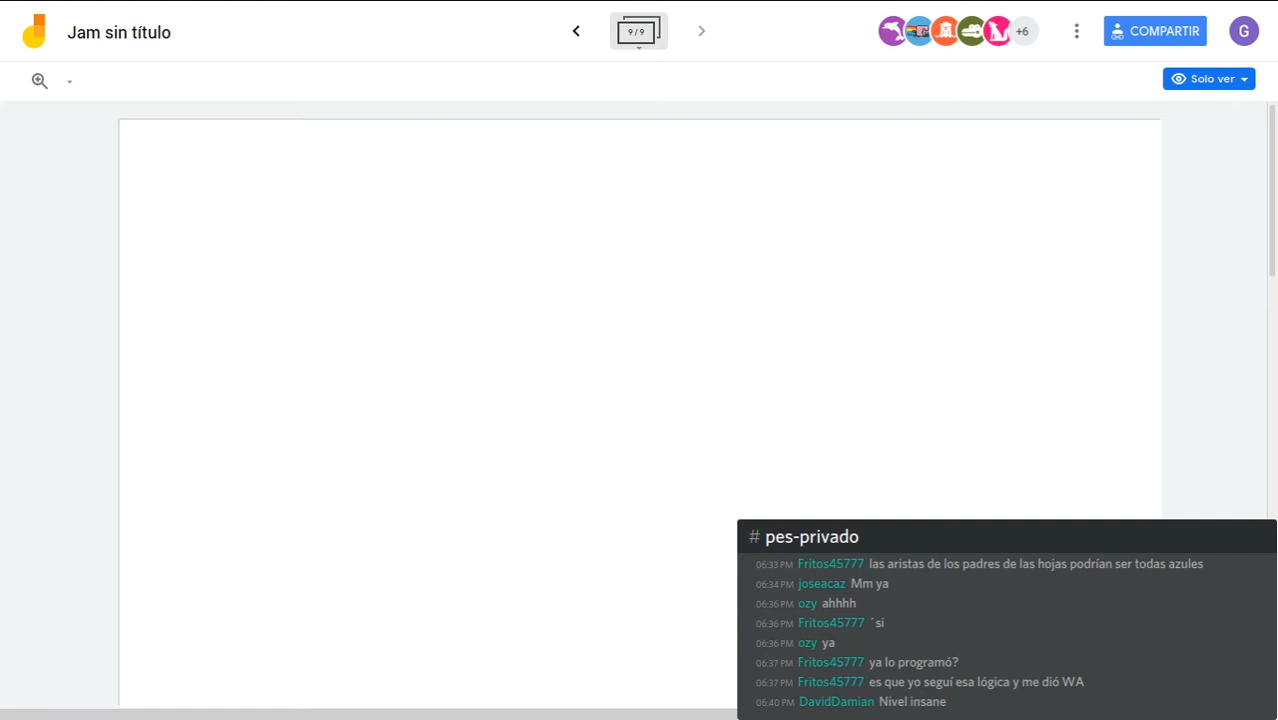 Jam sin título
9 / 9
+6
COMPARTIR
G
Solo ver
# pes-privado
06:33 PM Fritos45777 las aristas de los padres de las hojas podrían ser todas azules
06:34 PM joseacaz Mm ya
06:36 PM ozy ahhhh
06:36 PM Fritos45777 ´si
06:36 PM ozy ya
06:37 PM Fritos45777 ya lo programó?
06:37 PM Fritos45777 es que yo seguí esa lógica y me dió WA
06:40 PM DavidDamian Nivel insane